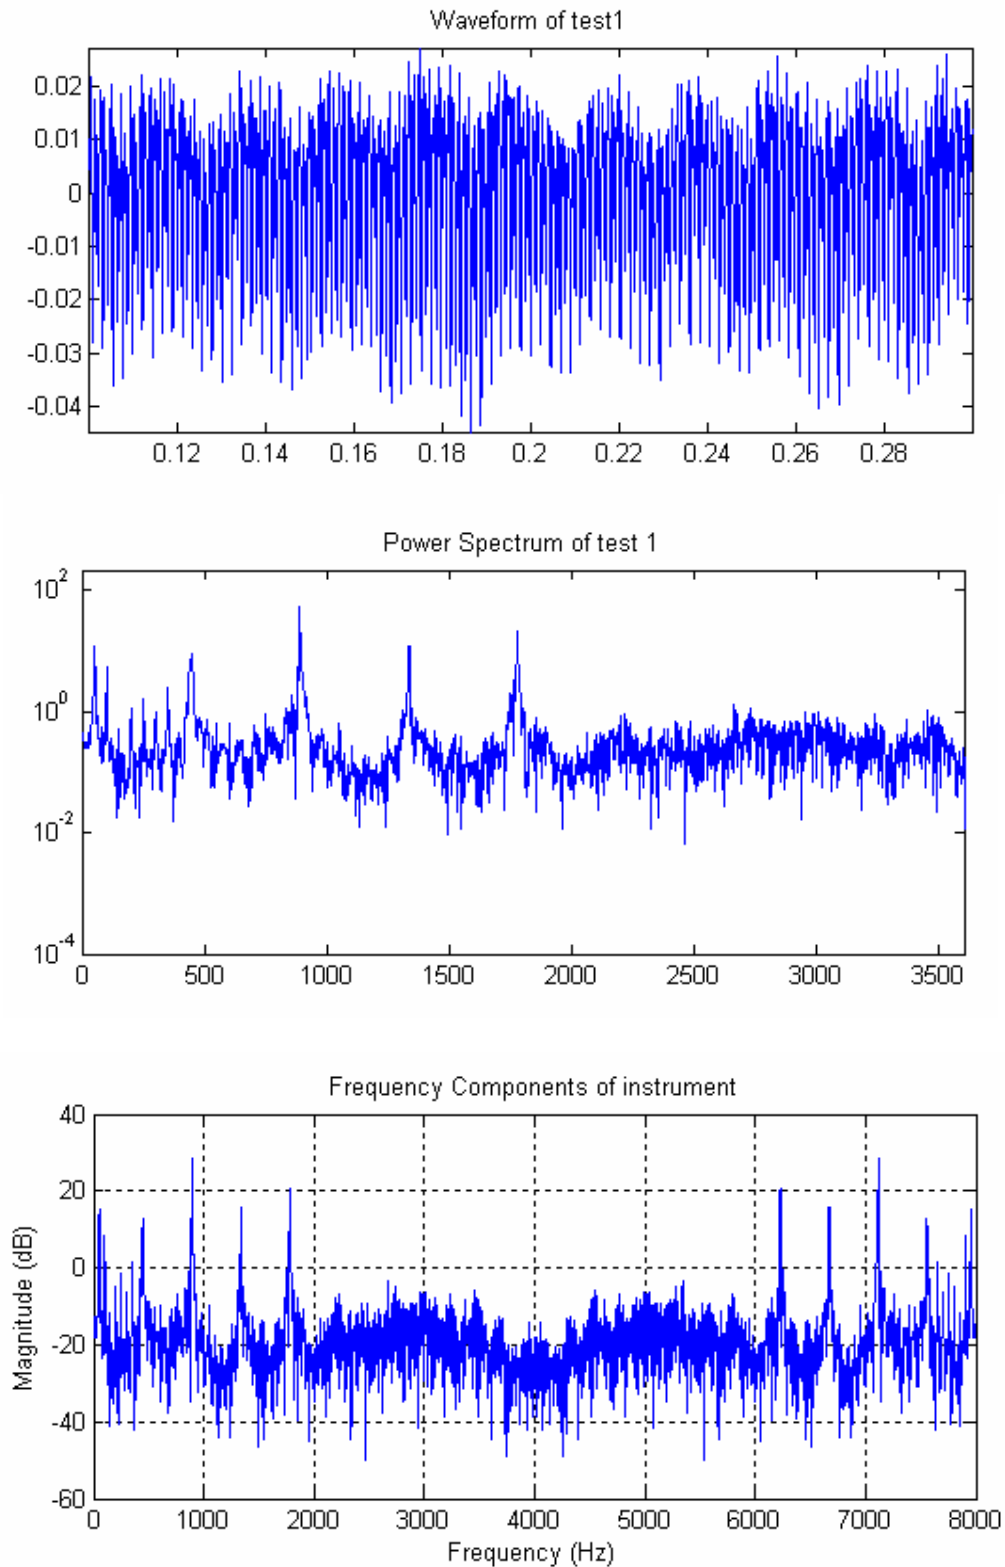 Waveform of test1
0.02
0.01
0
-0.01
-0.02
-0.03
-0.04
0.12 0.14 0.16 0.18 0.2 0.22 0.24 0.26 0.28
Power Spectrum of test 1
10^2
10^0
10^-2
10^-4
0 500 1000 1500 2000 2500 3000 3500
Frequency Components of instrument
40
20
0
-20
-40
-60
Magnitude (dB)
0 1000 2000 3000 4000 5000 6000 7000 8000
Frequency (Hz)